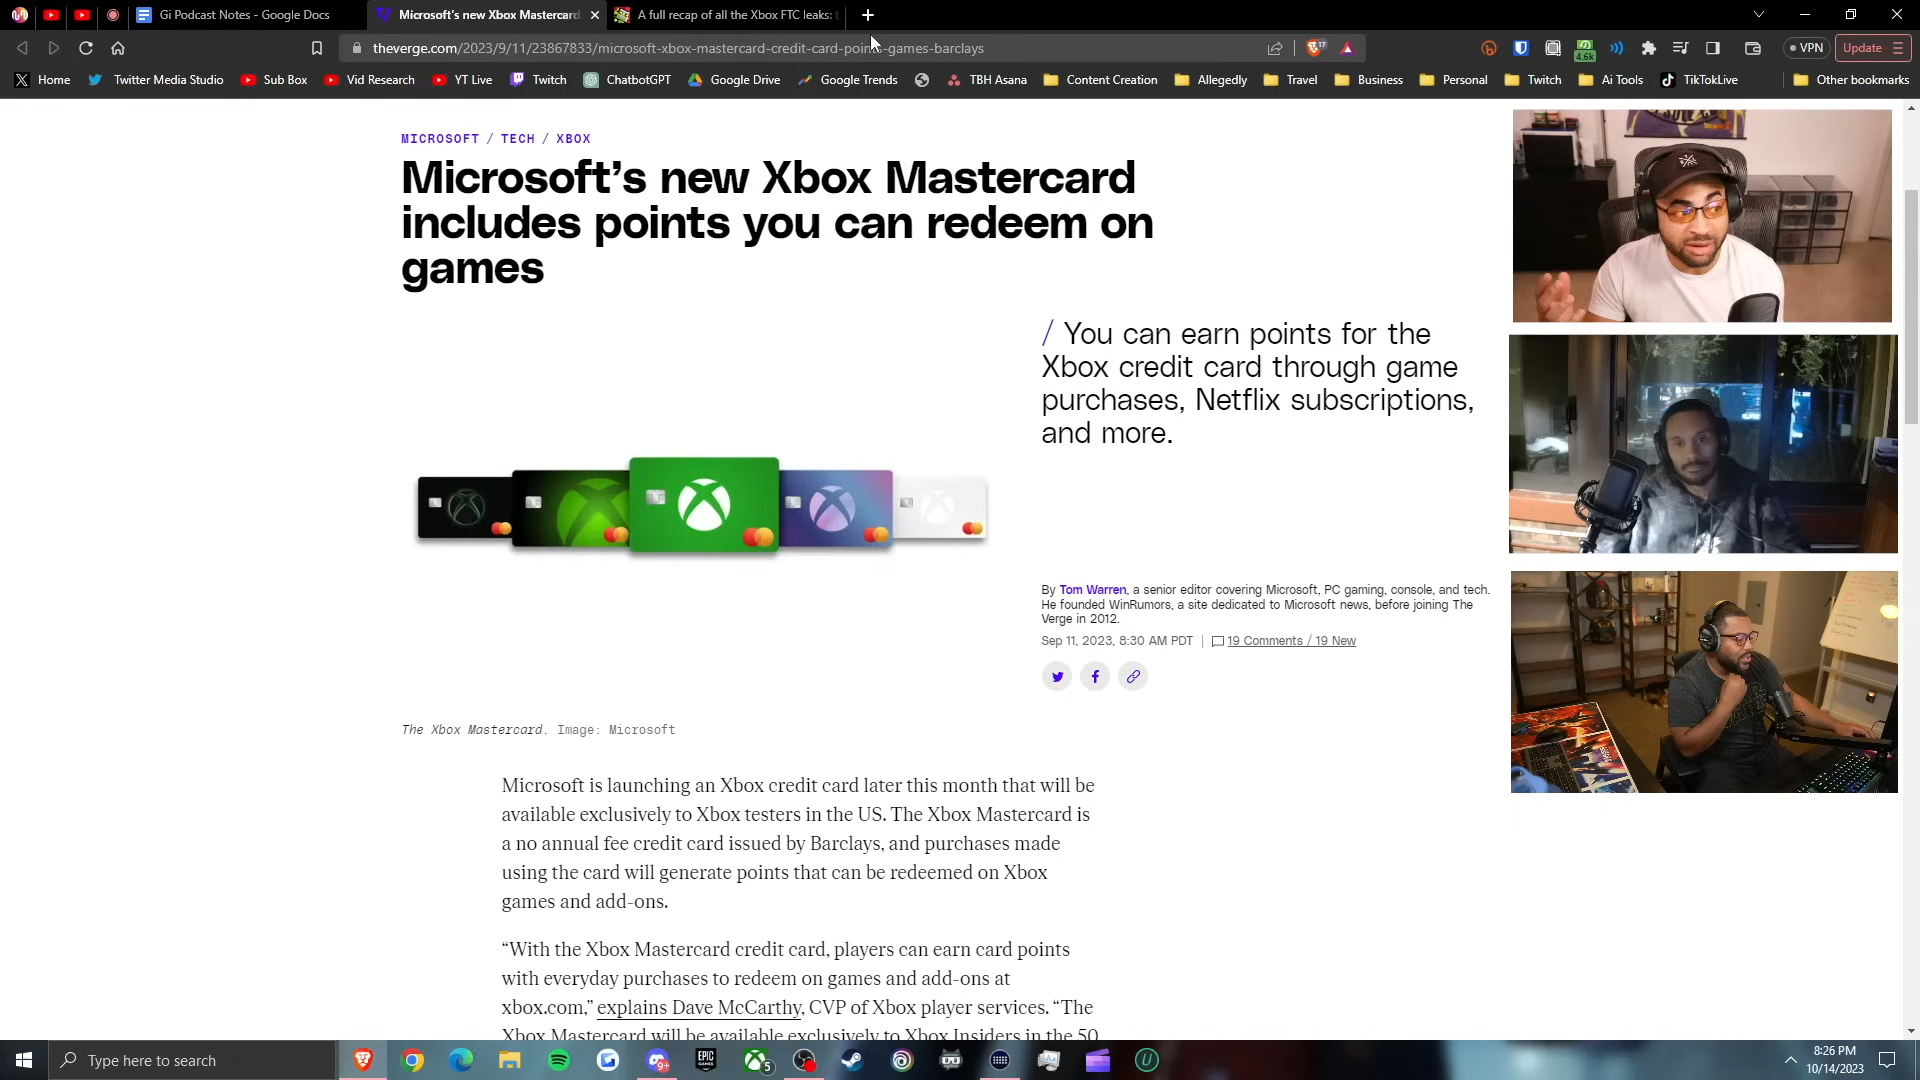 Gi Podcast Notes - Google Docs
Microsoft's new Xbox Mastercard
A full recap of all the Xbox FTC leaks:
theverge.com/2023/9/11/23867833/microsoft-xbox-mastercard-credit-card-points-games-barclays
17
4.6k
VPN
Update
Home
Twitter Media Studio
Sub Box
Vid Research
YT Live
Twitch
ChatbotGPT
Google Drive
Google Trends
TBH Asana
Content Creation
Allegedly
Travel
Business
Personal
Twitch
Ai Tools
TikTokLive
Other bookmarks
MICROSOFT / TECH / XBOX
Microsoft's new Xbox Mastercard
includes points you can redeem on
games
/ You can earn points for the
Xbox credit card through game
purchases, Netflix subscriptions,
and more.
By Tom Warren, a senior editor covering Microsoft, PC gaming, console, and tech.
He founded WinRumors, a site dedicated to Microsoft news, before joining The
Verge in 2012.
Sep 11, 2023, 8:30 AM PDT | 19 Comments / 19 New
The Xbox Mastercard. Image: Microsoft
Microsoft is launching an Xbox credit card later this month that will be
available exclusively to Xbox testers in the US. The Xbox Mastercard is
a no annual fee credit card issued by Barclays, and purchases made
using the card will generate points that can be redeemed on Xbox
games and add-ons.
“With the Xbox Mastercard credit card, players can earn card points
with everyday purchases to redeem on games and add-ons at
xbox.com,” explains Dave McCarthy, CVP of Xbox player services. “The
Xbox Mastercard will be available exclusively to Xbox Insiders in the 50
Type here to search
9+
EPIC
GAMES
5
8:26 PM
10/14/2023